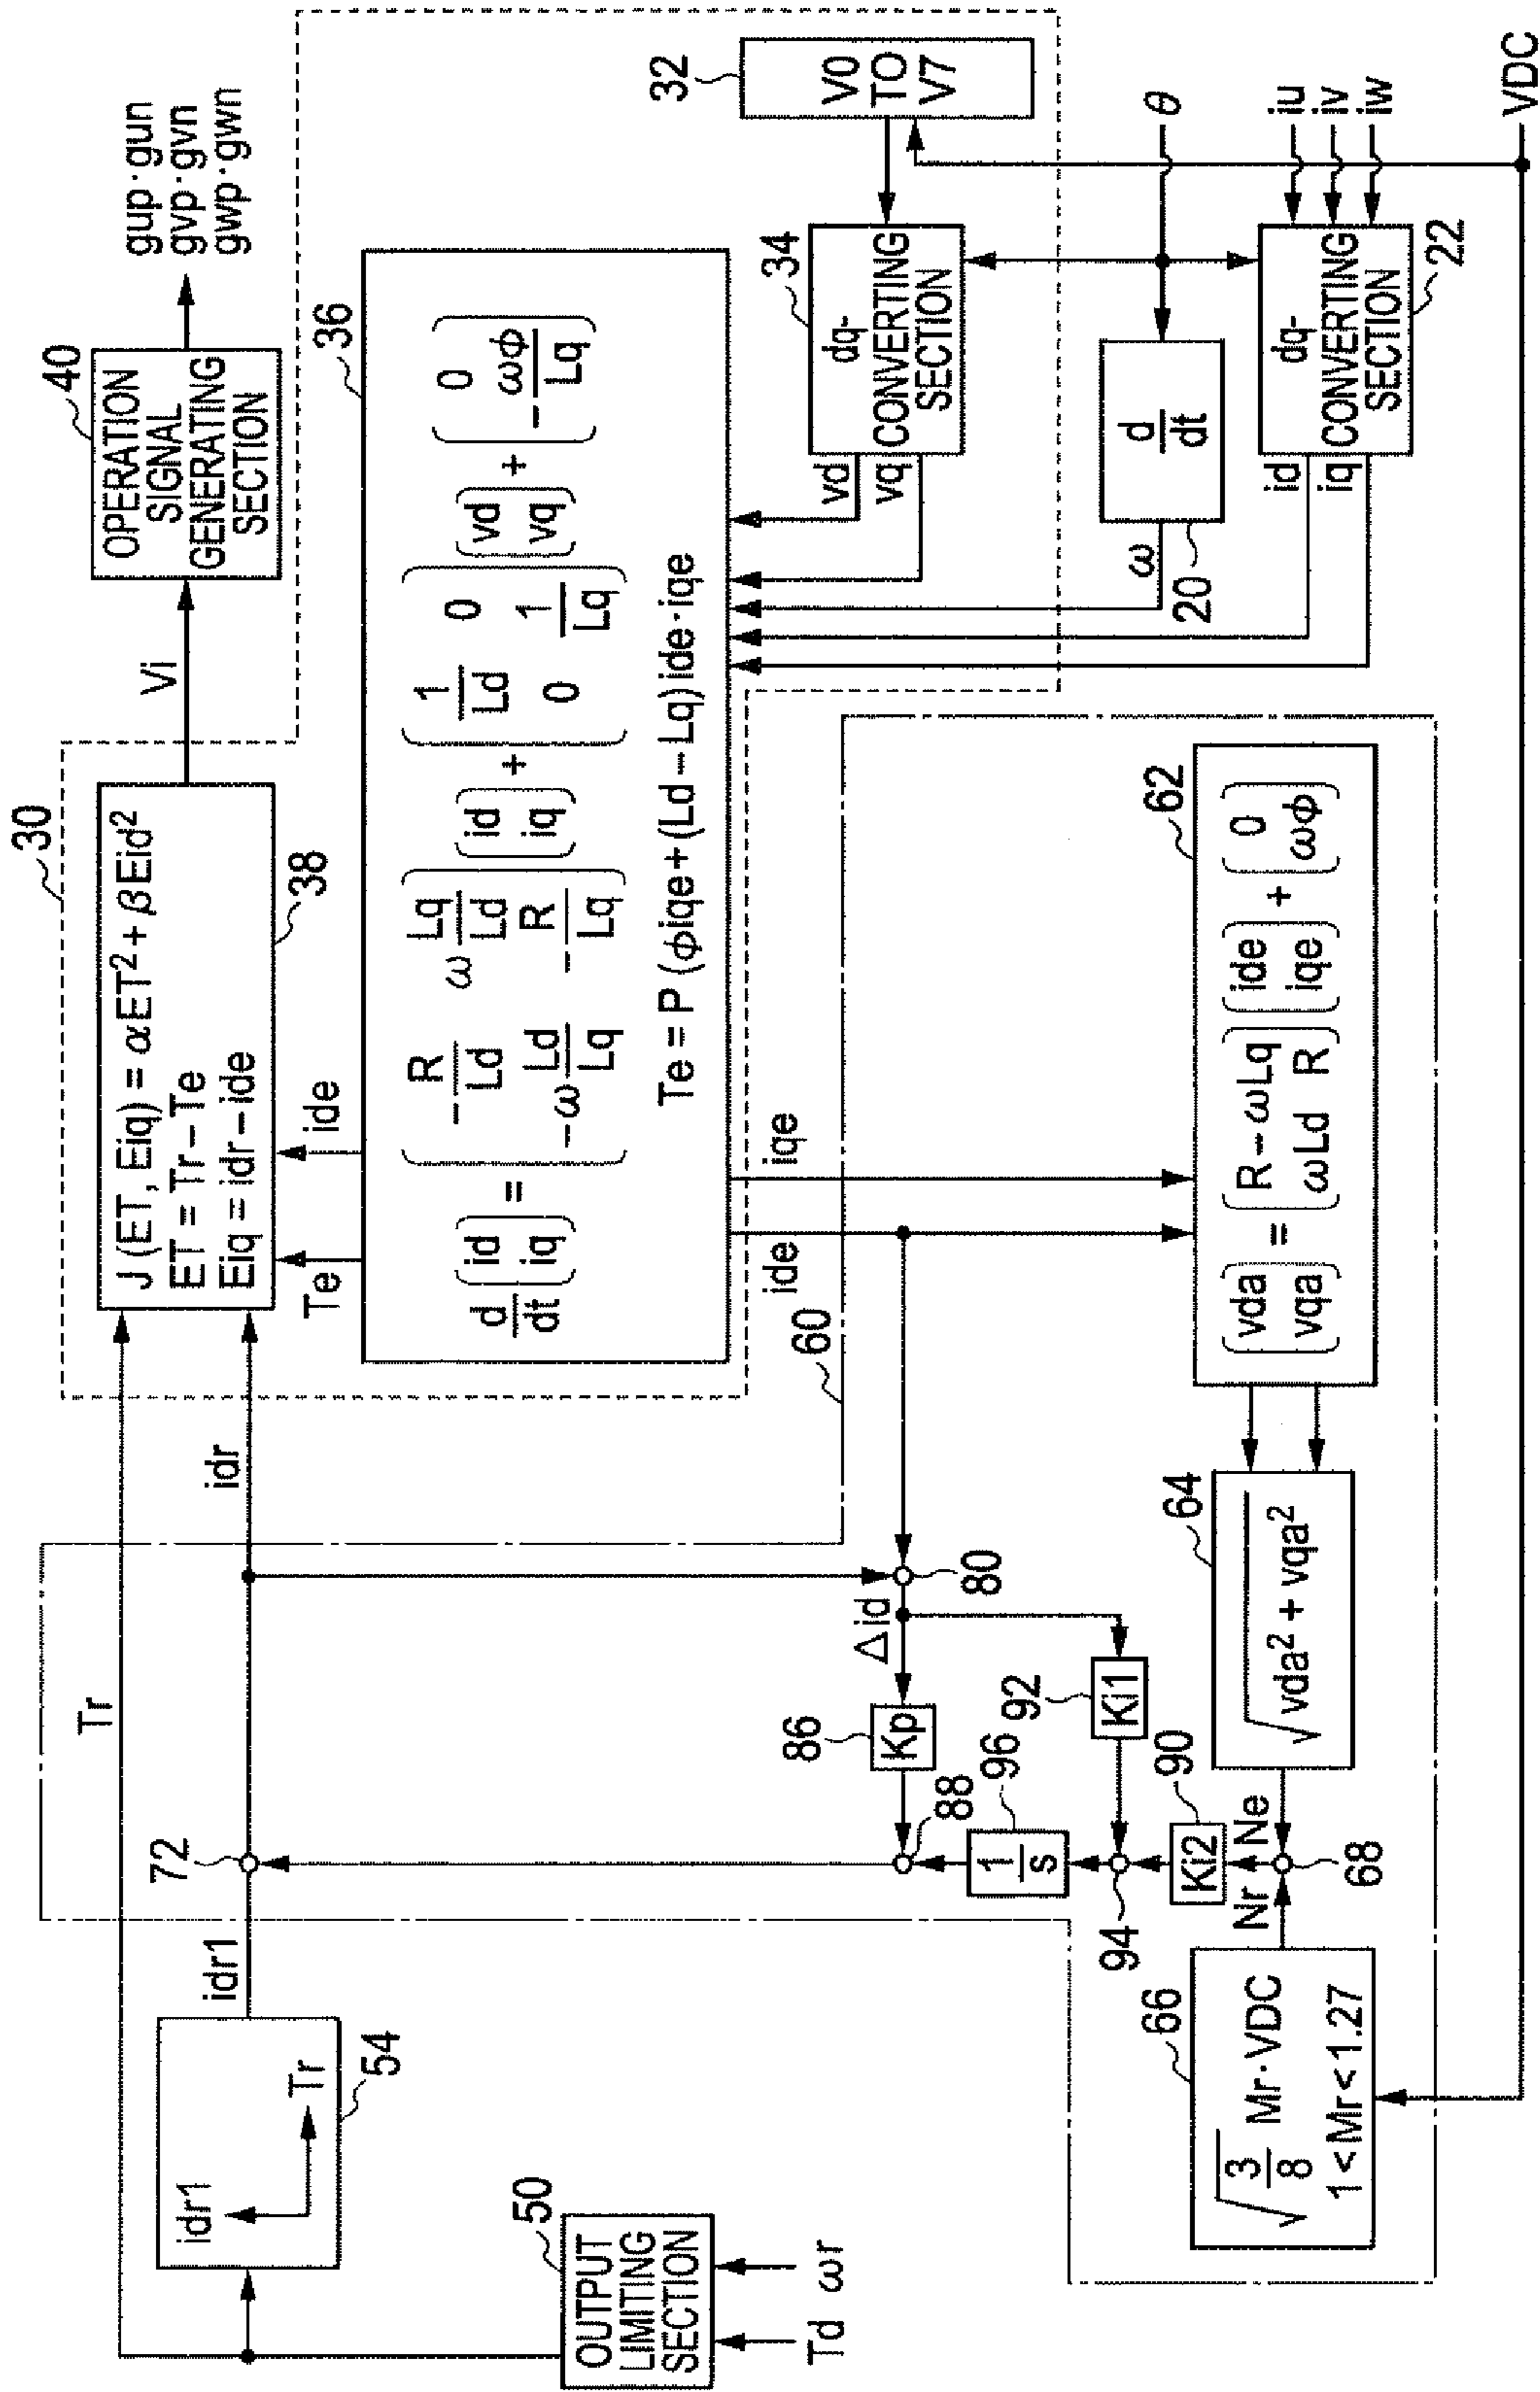 30
J (ET, Eiq) = αET² + βEid²
ET = Tr − Te
Eiq = idr − ide
38
Vi
40
OPERATION
SIGNAL
GENERATING
SECTION
gup·gun
gvp·gvn
gwp·gwn
Tr
idr
idr1
72
idr1
Tr
54
50
OUTPUT
LIMITING
SECTION
Td
ωr
Te
ide
36
d/dt (id iq) = (−R/Ld ω Lq/Ld −ω Ld/Lq −R/Lq) (id iq) + (1/Ld 0 0 1/Lq) (vd vq) + (0 −ωφ/Lq)
Te = P (φiqe + (Ld − Lq) ide·iqe
32
V0
TO
V7
34
dq-
CONVERTING
SECTION
vd
vq
θ
d/dt
ω
20
iu
iv
iw
dq-
CONVERTING
SECTION
22
id
iq
VDC
ide
iqe
60
80
Δid
86
Kp
88
92
Ki1
96
1/s
94
90
Ki2
62
(vda vqa) = (R −ωLq ωLd R) (ide iqe) + (0 ωφ)
64
√vda² + vqa²
Ne
Nr
68
66
√3/8 Mr·VDC
1 < Mr < 1.27